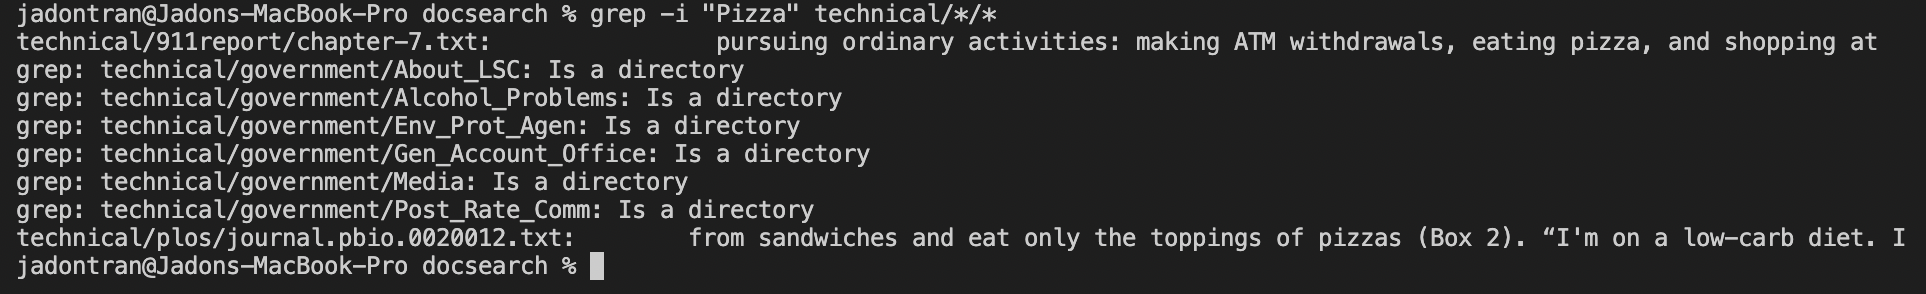 jadontran@Jadons-MacBook-Pro docsearch % grep -i "Pizza" technical/*/*
technical/911report/chapter-7.txt:                pursuing ordinary activities: making ATM withdrawals, eating pizza, and shopping at
grep: technical/government/About_LSC: Is a directory
grep: technical/government/Alcohol_Problems: Is a directory
grep: technical/government/Env_Prot_Agen: Is a directory
grep: technical/government/Gen_Account_Office: Is a directory
grep: technical/government/Media: Is a directory
grep: technical/government/Post_Rate_Comm: Is a directory
technical/plos/journal.pbio.0020012.txt:        from sandwiches and eat only the toppings of pizzas (Box 2). “I'm on a low-carb diet. I
jadontran@Jadons-MacBook-Pro docsearch %